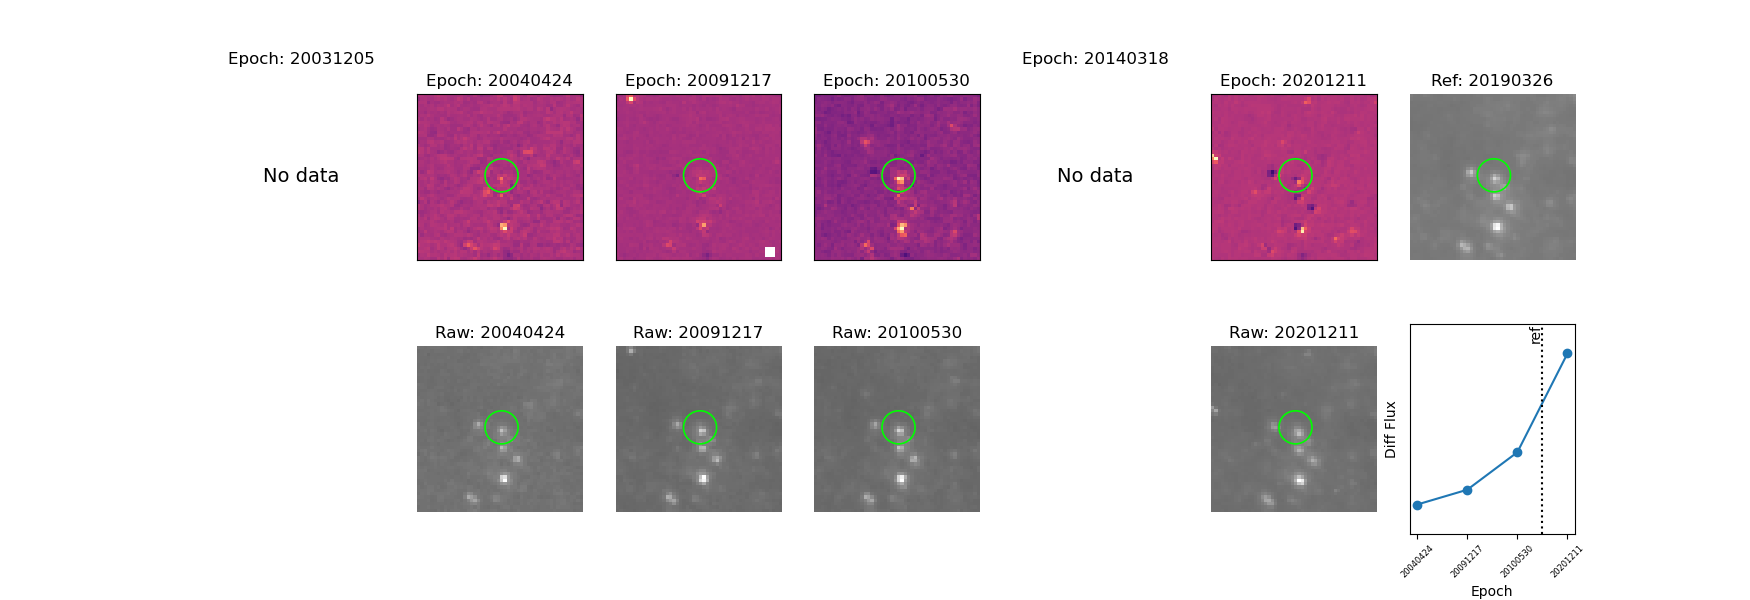 Epoch: 20031205
Epoch: 20040424
Epoch: 20091217
Epoch: 20100530
Epoch: 20140318
Epoch: 20201211
Ref: 20190326
No data
No data
Raw: 20040424
Raw: 20091217
Raw: 20100530
Raw: 20201211
ref
Diff Flux
20040424
20091217
20100530
20201211
Epoch